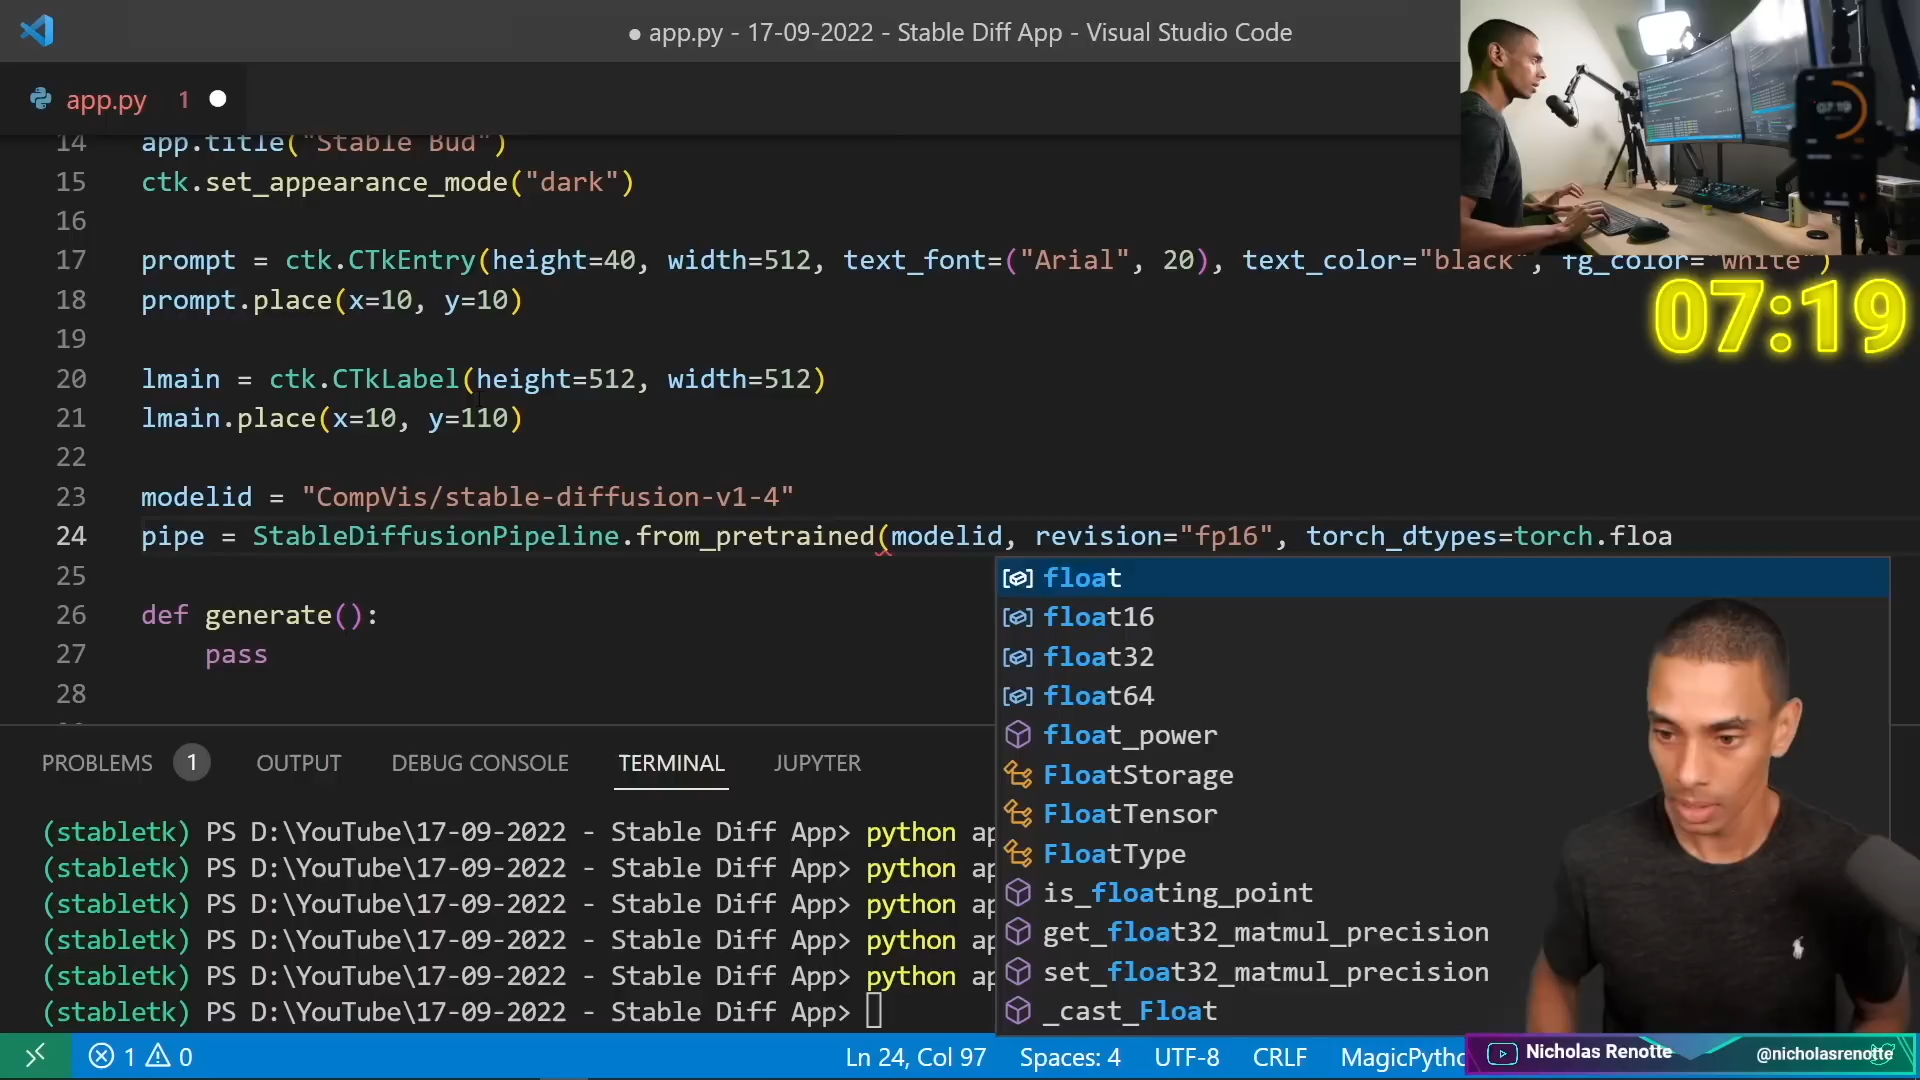 ● app.py - 17-09-2022 - Stable Diff App - Visual Studio Code
app.py 1 ●
14 app.title("Stable Bud")
15 ctk.set_appearance_mode("dark")
16
17 prompt = ctk.CTkEntry(height=40, width=512, text_font=("Arial", 20), text_color="black", fg_color="white")
18 prompt.place(x=10, y=10)
19
20 lmain = ctk.CTkLabel(height=512, width=512)
21 lmain.place(x=10, y=110)
22
23 modelid = "CompVis/stable-diffusion-v1-4"
24 pipe = StableDiffusionPipeline.from_pretrained(modelid, revision="fp16", torch_dtypes=torch.floa
25
26 def generate():
27 pass
28
07:19
07:19
float
float16
float32
float64
float_power
FloatStorage
FloatTensor
FloatType
is_floating_point
get_float32_matmul_precision
set_float32_matmul_precision
_cast_Float
PROBLEMS 1 OUTPUT DEBUG CONSOLE TERMINAL JUPYTER
(stabletk) PS D:\YouTube\17-09-2022 - Stable Diff App> python ap
(stabletk) PS D:\YouTube\17-09-2022 - Stable Diff App> python ap
(stabletk) PS D:\YouTube\17-09-2022 - Stable Diff App> python ap
(stabletk) PS D:\YouTube\17-09-2022 - Stable Diff App> python ap
(stabletk) PS D:\YouTube\17-09-2022 - Stable Diff App> python ap
(stabletk) PS D:\YouTube\17-09-2022 - Stable Diff App>
1 0 Ln 24, Col 97 Spaces: 4 UTF-8 CRLF MagicPytho
Nicholas Renotte @nicholasrenotte